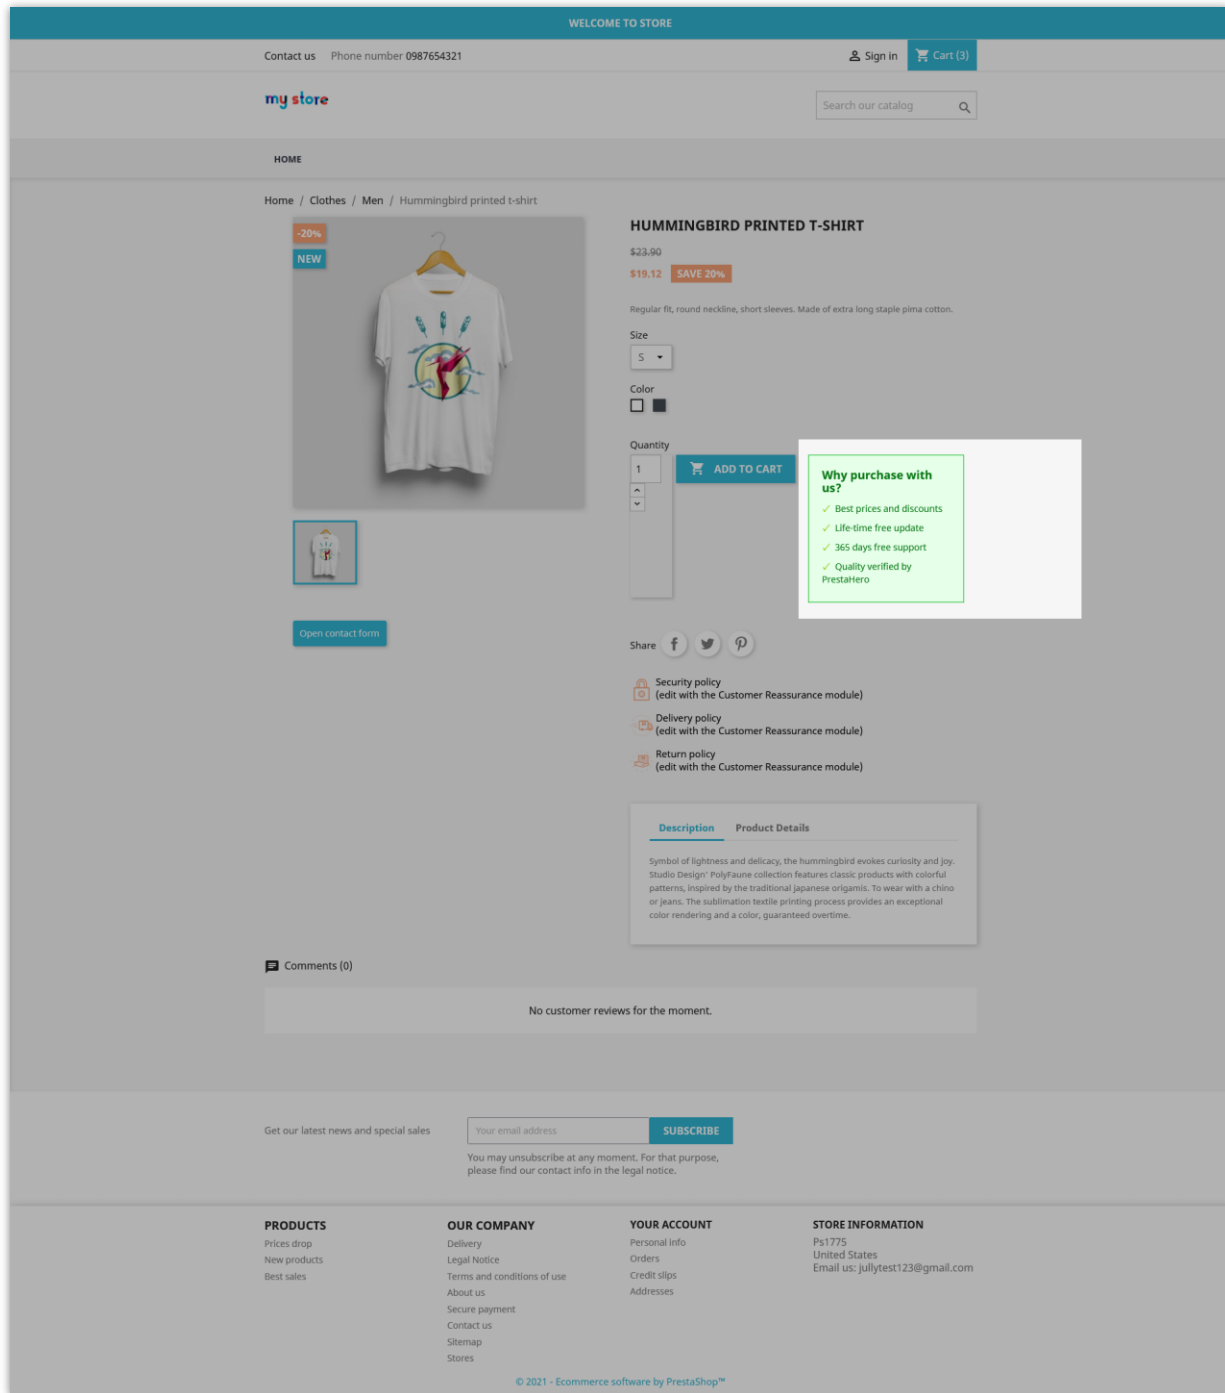 WELCOME TO STORE
Contact us Phone number 0987654321
Sign in Cart (3)
my store
Search our catalog
HOME
Home / Clothes / Men / Hummingbird printed t-shirt
-20%
NEW
Open contact form
HUMMINGBIRD PRINTED T-SHIRT
$23.90
$19.12 SAVE 20%
Regular fit, round neckline, short sleeves. Made of extra long staple pima cotton.
Size
S
Color
Quantity
1
ADD TO CART
Why purchase with
us?
✓ Best prices and discounts
✓ Life-time free update
✓ 365 days free support
✓ Quality verified by
PrestaHero
Share
Security policy
(edit with the Customer Reassurance module)
Delivery policy
(edit with the Customer Reassurance module)
Return policy
(edit with the Customer Reassurance module)
Description Product Details
Symbol of lightness and delicacy, the hummingbird evokes curiosity and joy.
Studio Design' PolyFaune collection features classic products with colorful
patterns, inspired by the traditional japanese origamis. To wear with a chino
or jeans. The sublimation textile printing process provides an exceptional
color rendering and a color, guaranteed overtime.
Comments (0)
No customer reviews for the moment.
Get our latest news and special sales
Your email address
SUBSCRIBE
You may unsubscribe at any moment. For that purpose,
please find our contact info in the legal notice.
PRODUCTS
Prices drop
New products
Best sales
OUR COMPANY
Delivery
Legal Notice
Terms and conditions of use
About us
Secure payment
Contact us
Sitemap
Stores
YOUR ACCOUNT
Personal info
Orders
Credit slips
Addresses
STORE INFORMATION
Ps1775
United States
Email us: jullytest123@gmail.com
© 2021 - Ecommerce software by PrestaShop™